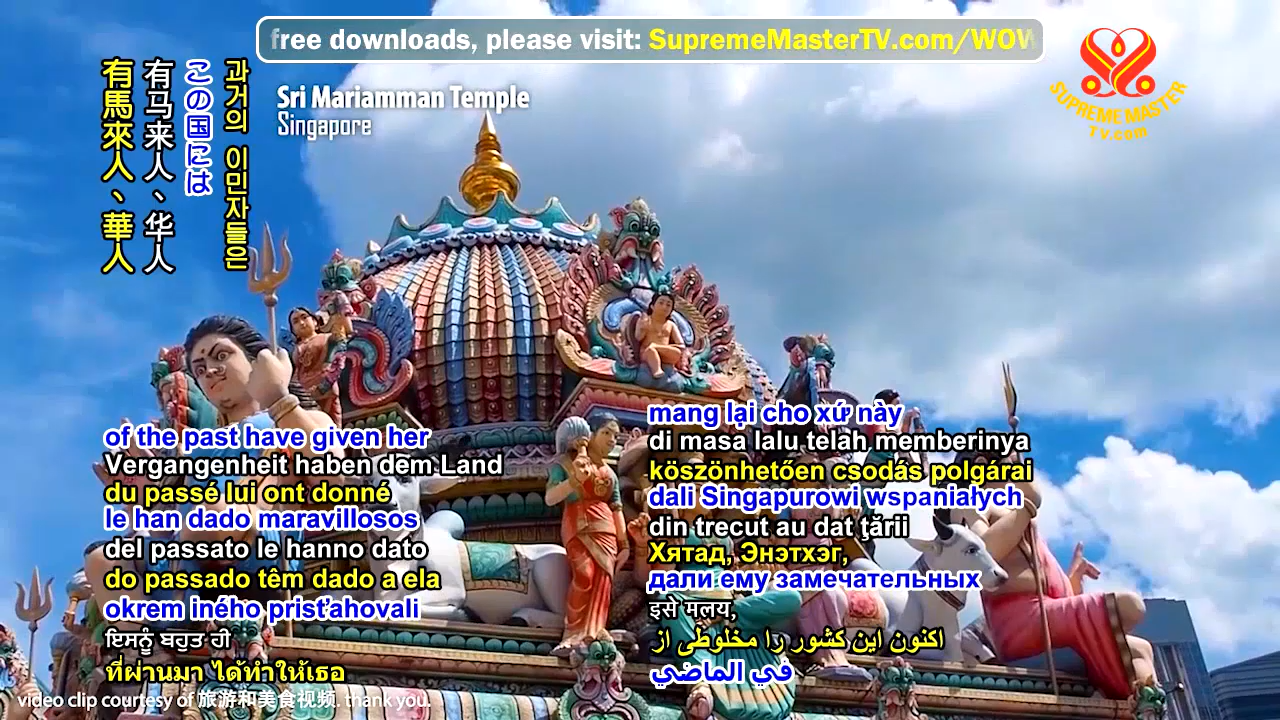 free downloads, please visit: SupremeMasterTV.com/WOW
SUPREME MASTER
TV.com
Sri Mariamman Temple
Singapore
과거의 이민자들은
この国には
有马来人、华人
有馬來人、華人
of the past have given her
Vergangenheit haben dem Land
du passé lui ont donné
le han dado maravillosos
del passato le hanno dato
do passado têm dado a ela
okrem iného prisťahovali
ਇਸਨੂੰ ਬਹੁਤ ਹੀ
ที่ผ่านมา ได้ทำให้เธอ
mang lại cho xứ này
di masa lalu telah memberinya
köszönhetően csodás polgárai
dali Singapurowi wspaniałych
din trecut au dat ţării
Хятад, Энэтхэг,
дали ему замечательных
इसे मलय,
اکنون این کشور را مخلوطی از
في الماضي
video clip courtesy of 旅游和美食视频. thank you.